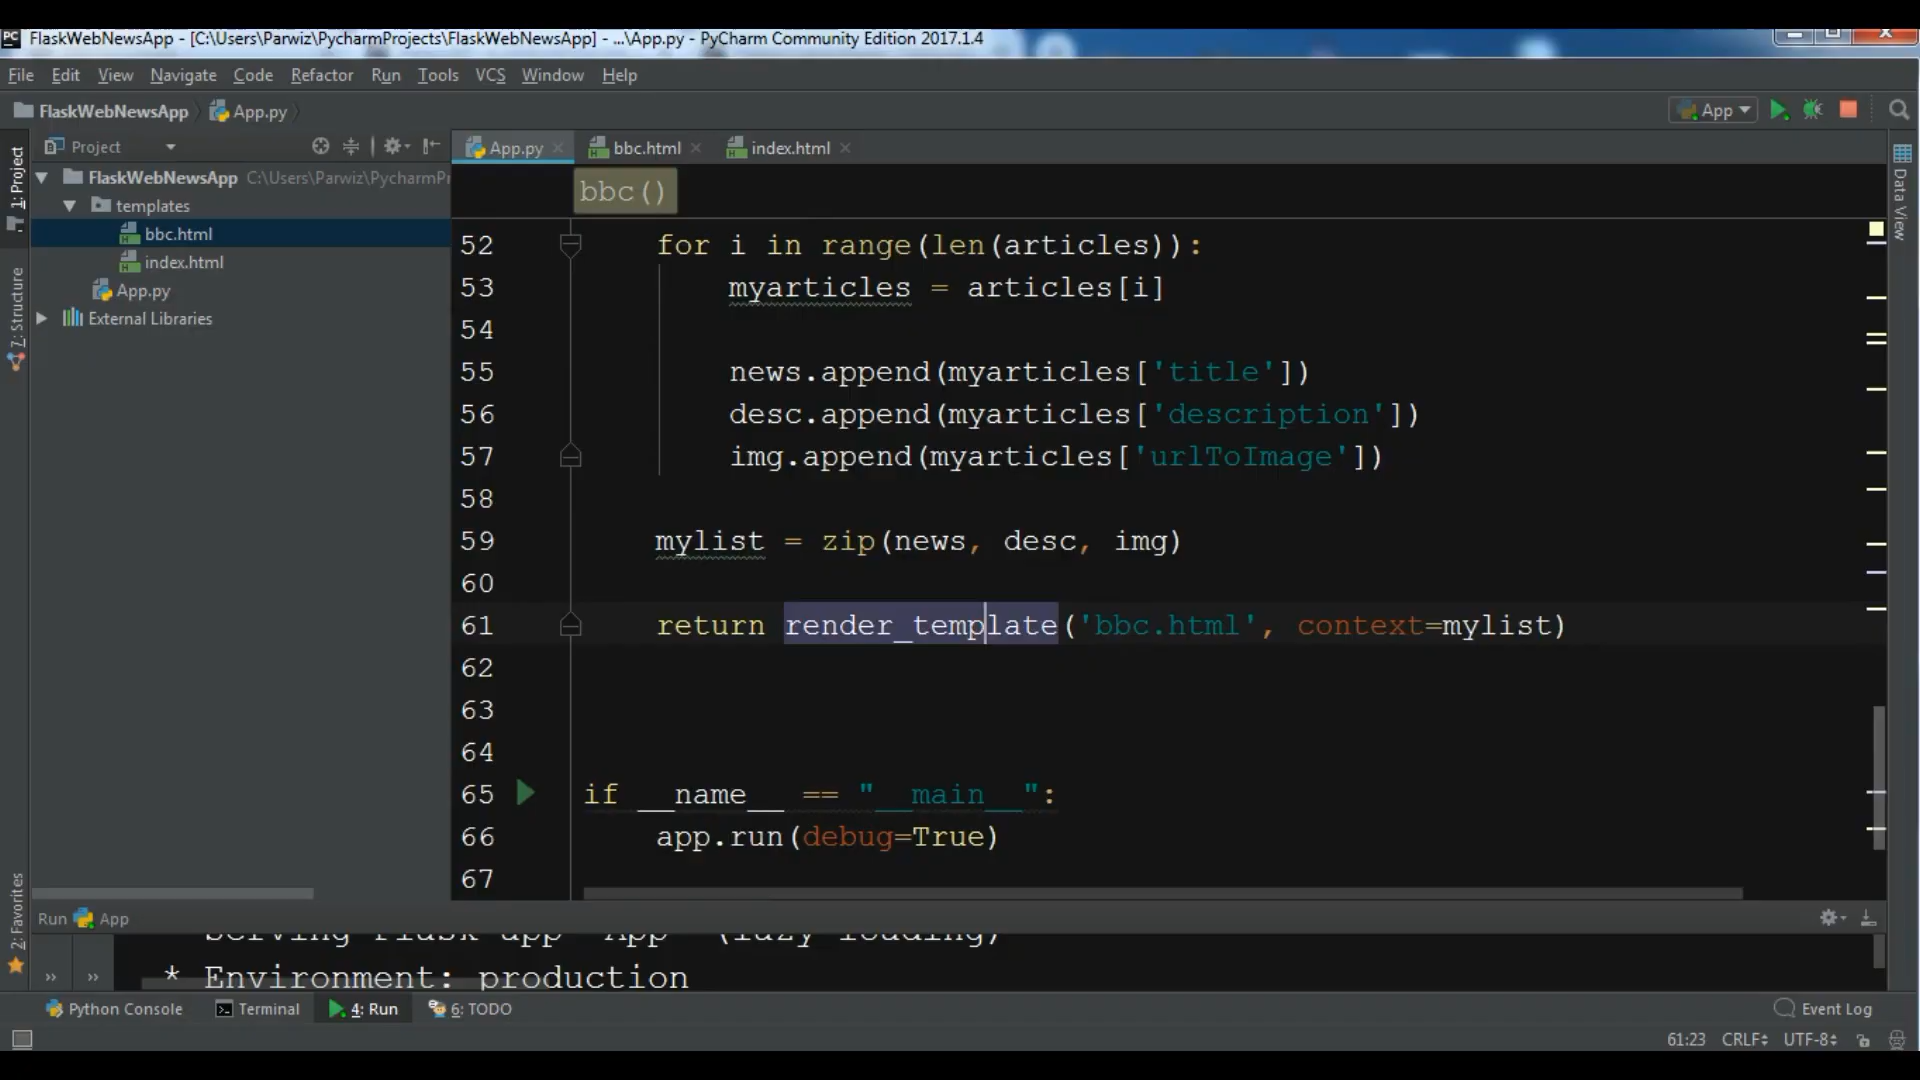 PC FlaskWebNewsApp - [C:\Users\Parwiz\PycharmProjects\FlaskWebNewsApp] - ...\App.py - PyCharm Community Edition 2017.1.4
File Edit View Navigate Code Refactor Run Tools VCS Window Help
FlaskWebNewsApp App.py App
Project App.py bbc.html index.html
1: Project
7: Structure
2: Favorites
Data View
FlaskWebNewsApp C:\Users\Parwiz\PycharmPr
templates
bbc.html
index.html
App.py
External Libraries
bbc()
52 for i in range(len(articles)):
53 myarticles = articles[i]
54
55 news.append(myarticles['title'])
56 desc.append(myarticles['description'])
57 img.append(myarticles['urlToImage'])
58
59 mylist = zip(news, desc, img)
60
61 return render_template('bbc.html', context=mylist)
62
63
64
65 if __name__ == "__main__":
66 app.run(debug=True)
67
Run App
Serving Flask app "App" (lazy loading)
* Environment: production
Python Console Terminal 4: Run 6: TODO Event Log
61:23 CRLF UTF-8